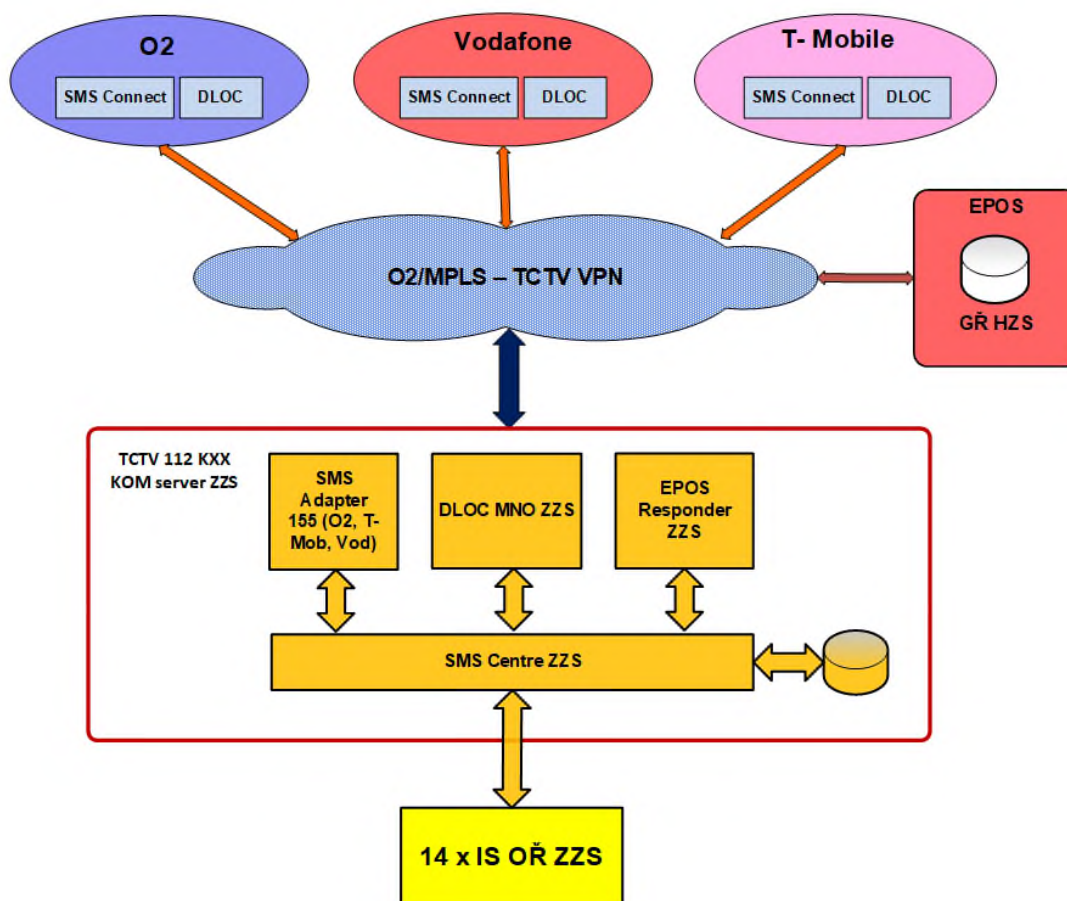 O2
Vodafone
T- Mobile
SMS Connect
DLOC
SMS Connect
DLOC
SMS Connect
DLOC
EPOS
O2/MPLS – TCTV VPN
GŘ HZS
TCTV 112 KXX
KOM server ZZS
SMS
Adapter
155 (O2, T-
Mob, Vod)
DLOC MNO ZZS
EPOS
Responder
ZZS
SMS Centre ZZS
14 x IS OŘ ZZS